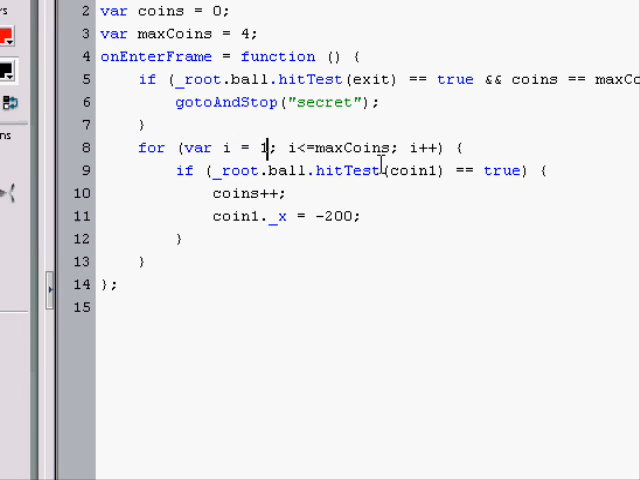 rs
ns
2 var coins = 0;
3 var maxCoins = 4;
4 onEnterFrame = function () {
5 if (_root.ball.hitTest(exit) == true && coins == maxCo
6 gotoAndStop("secret");
7 }
8 for (var i = 1; i<=maxCoins; i++) {
9 if (_root.ball.hitTest(coin1) == true) {
10 coins++;
11 coin1._x = -200;
12 }
13 }
14 };
15